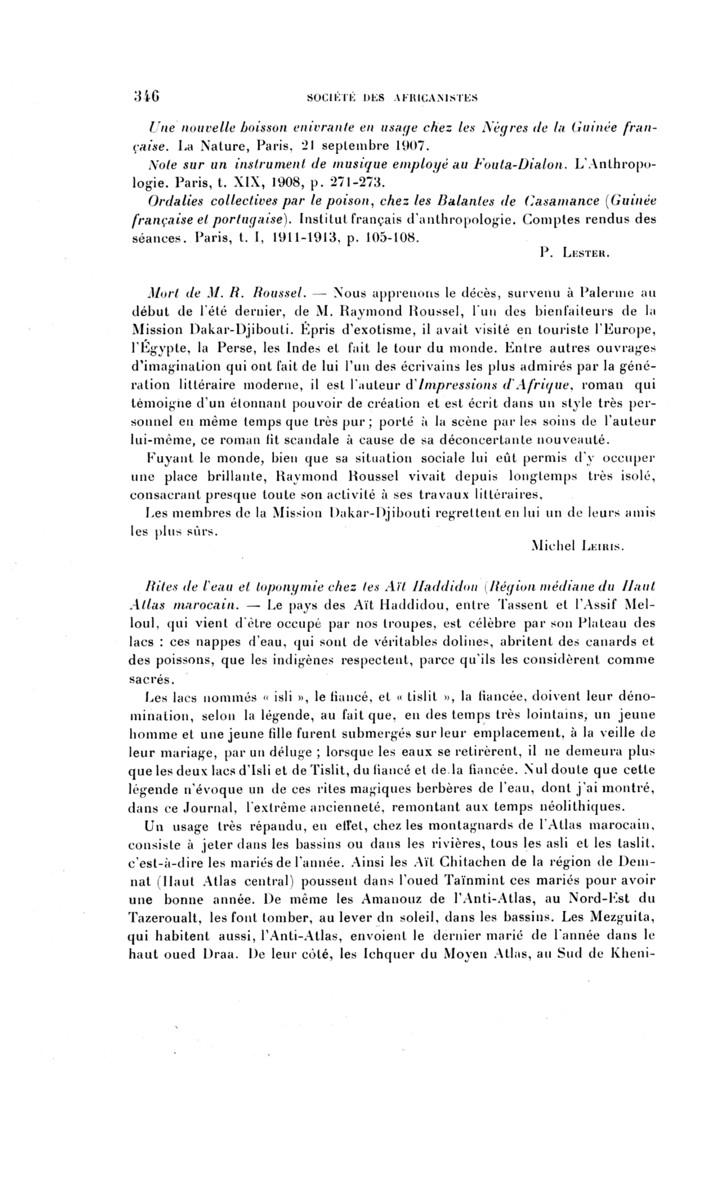 346 SOCIÉTÉ DES AFRICANISTES
Une nouvelle boisson enivrante en usage chez les Nègres de la Guinée fran-
çaise. La Nature, Paris, 21 septembre 1907.
Note sur un instrument de musique employé au Fouta-Dialon. L'Anthropo-
logie. Paris, t. XIX, 1908, p. 271-273.
Ordalies collectives par le poison, chez les Balantes de Casamance (Guinée
française et portugaise). Institut français d'anthropologie. Comptes rendus des
séances. Paris, t. I, 1911-1913, p. 105-108.
P. LESTER.
Mort de M. R. Roussel. — Nous apprenons le décès, survenu à Palerme au
début de l'été dernier, de M. Raymond Roussel, l'un des bienfaiteurs de la
Mission Dakar-Djibouti. Épris d'exotisme, il avait visité en touriste l'Europe,
l'Égypte, la Perse, les Indes et fait le tour du monde. Entre autres ouvrages
d'imagination qui ont fait de lui l'un des écrivains les plus admirés par la géné-
ration littéraire moderne, il est l'auteur d'Impressions d'Afrique, roman qui
témoigne d'un étonnant pouvoir de création et est écrit dans un style très per-
sonnel en même temps que très pur ; porté à la scène par les soins de l'auteur
lui-même, ce roman fit scandale à cause de sa déconcertante nouveauté.
Fuyant le monde, bien que sa situation sociale lui eût permis d'y occuper
une place brillante, Raymond Roussel vivait depuis longtemps très isolé,
consacrant presque toute son activité à ses travaux littéraires.
Les membres de la Mission Dakar-Djibouti regrettent en lui un de leurs amis
les plus sûrs.
Michel LEIRIS.
Rites de l'eau et toponymie chez les Aït Haddidou (Région médiane du Haut
Atlas marocain. — Le pays des Aït Haddidou, entre Tassent et l'Assif Mel-
loul, qui vient d'être occupé par nos troupes, est célèbre par son Plateau des
lacs : ces nappes d'eau, qui sont de véritables dolines, abritent des canards et
des poissons, que les indigènes respectent, parce qu'ils les considèrent comme
sacrés.
Les lacs nommés « isli », le fiancé, et « tislit », la fiancée, doivent leur déno-
mination, selon la légende, au fait que, en des temps très lointains, un jeune
homme et une jeune fille furent submergés sur leur emplacement, à la veille de
leur mariage, par un déluge ; lorsque les eaux se retirèrent, il ne demeura plus
que les deux lacs d'Isli et de Tislit, du fiancé et de la fiancée. Nul doute que cette
légende n'évoque un de ces rites magiques berbères de l'eau, dont j'ai montré,
dans ce Journal, l'extrême ancienneté, remontant aux temps néolithiques.
Un usage très répandu, en effet, chez les montagnards de l'Atlas marocain,
consiste à jeter dans les bassins ou dans les rivières, tous les asli et les taslit,
c'est-à-dire les mariés de l'année. Ainsi les Aït Chitachen de la région de Dem-
nat (Haut Atlas central) poussent dans l'oued Taïnmint ces mariés pour avoir
une bonne année. De même les Amanouz de l'Anti-Atlas, au Nord-Est du
Tazeroualt, les font tomber, au lever du soleil, dans les bassins. Les Mezguita,
qui habitent aussi, l'Anti-Atlas, envoient le dernier marié de l'année dans le
haut oued Draa. De leur côté, les Ichquer du Moyen Atlas, au Sud de Kheni-